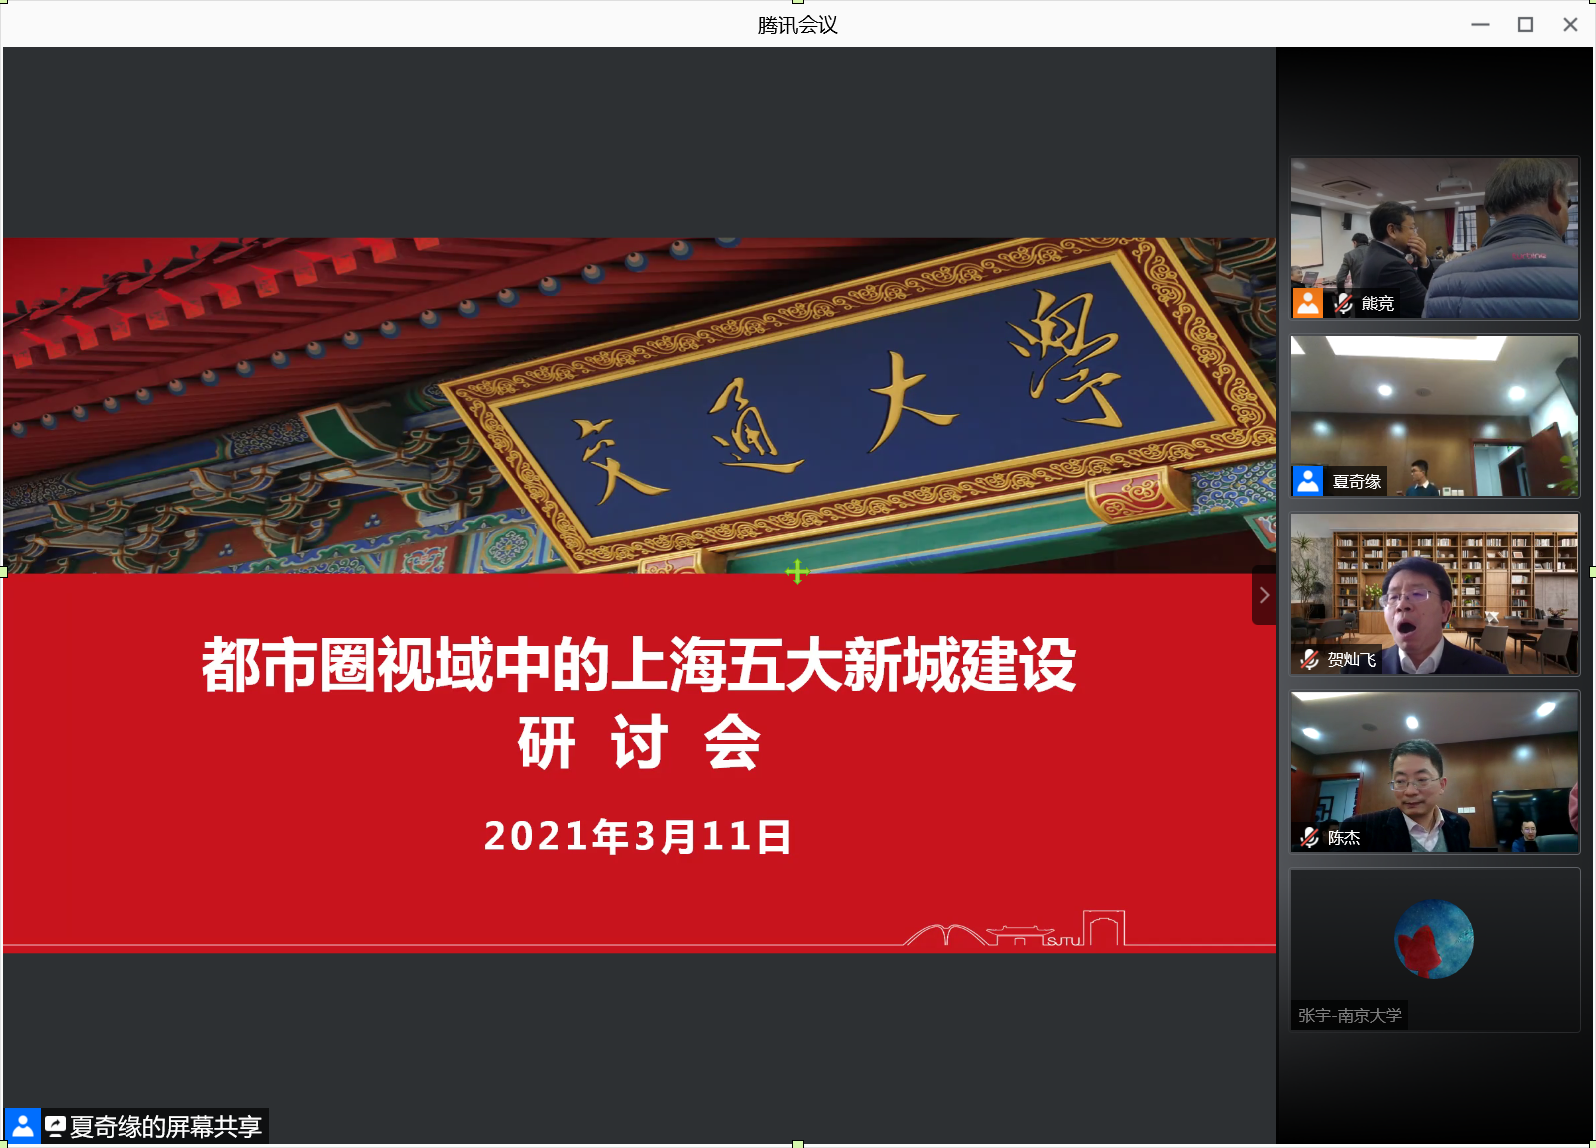 腾讯会议
交通大學
都市圈视域中的上海五大新城建设
研 讨 会
2021年3月11日
SJTU
熊竞
夏奇缘
贺灿飞
陈杰
张宇-南京大学
夏奇缘的屏幕共享